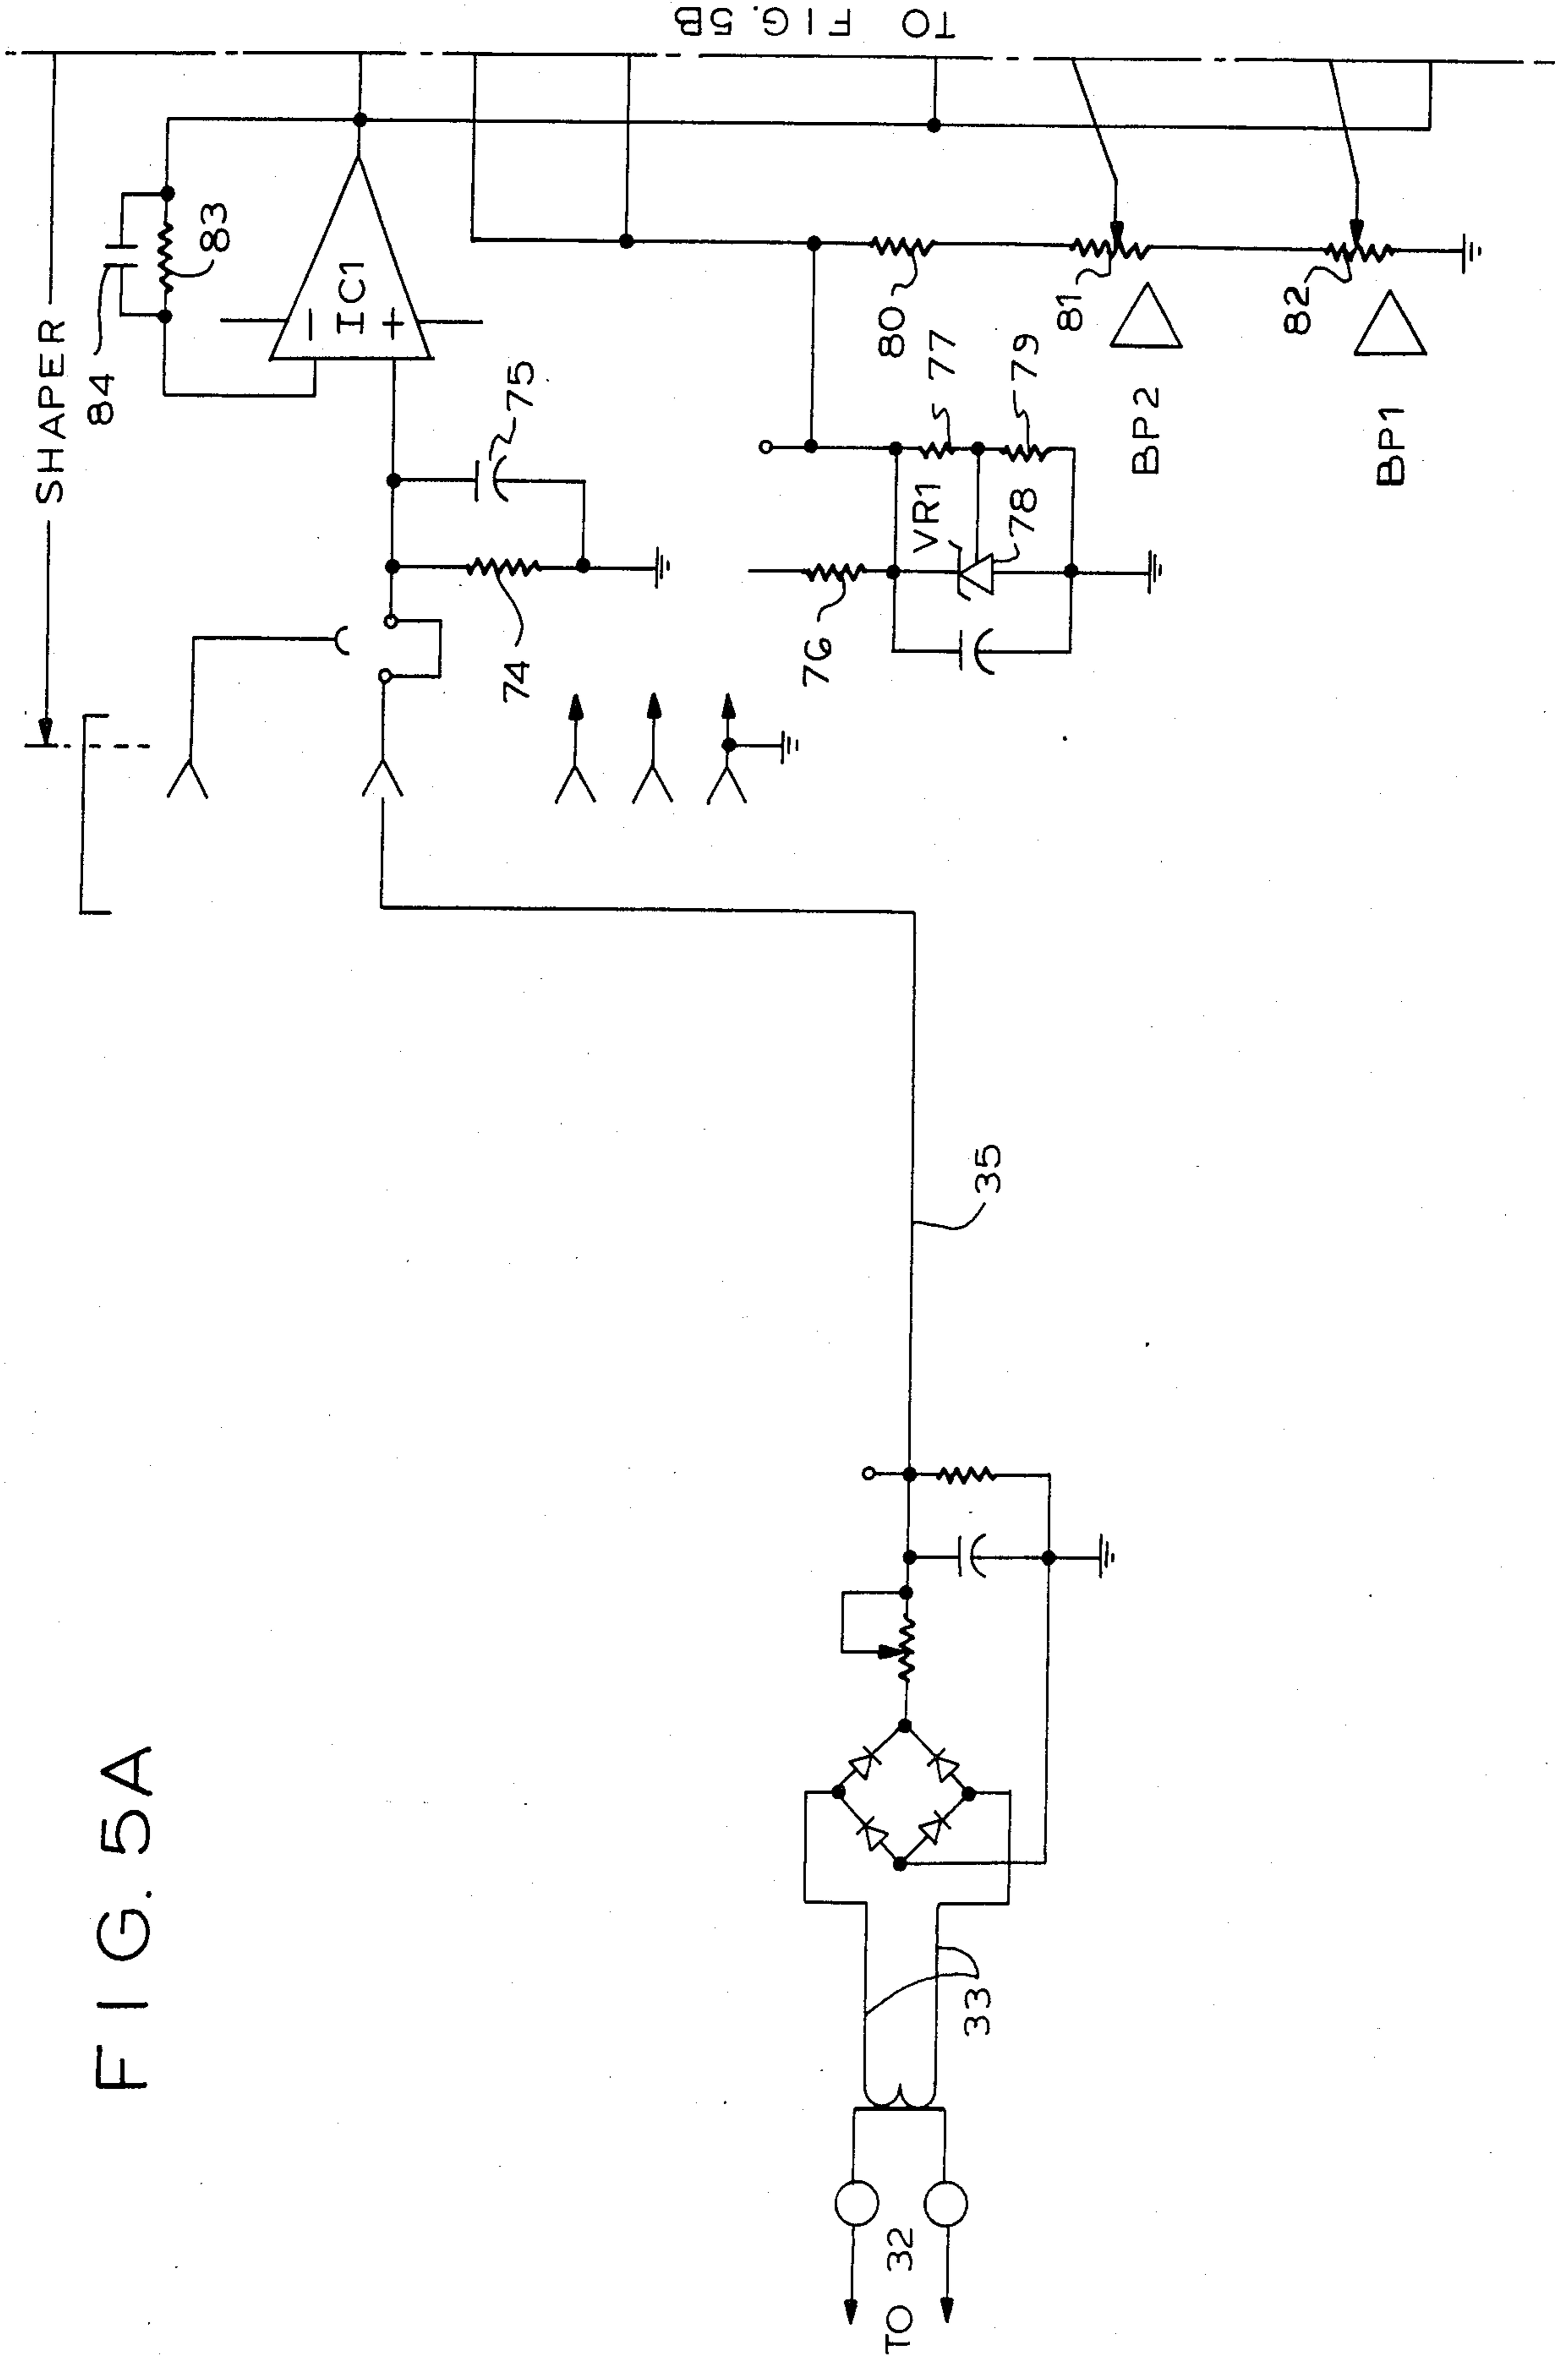 FIG. 5A
SHAPER
TO FIG. 5B
84
83
IC1
−
+
75
74
76
VR1
78
77
79
80
81
82
BP2
BP1
35
33
TO 32